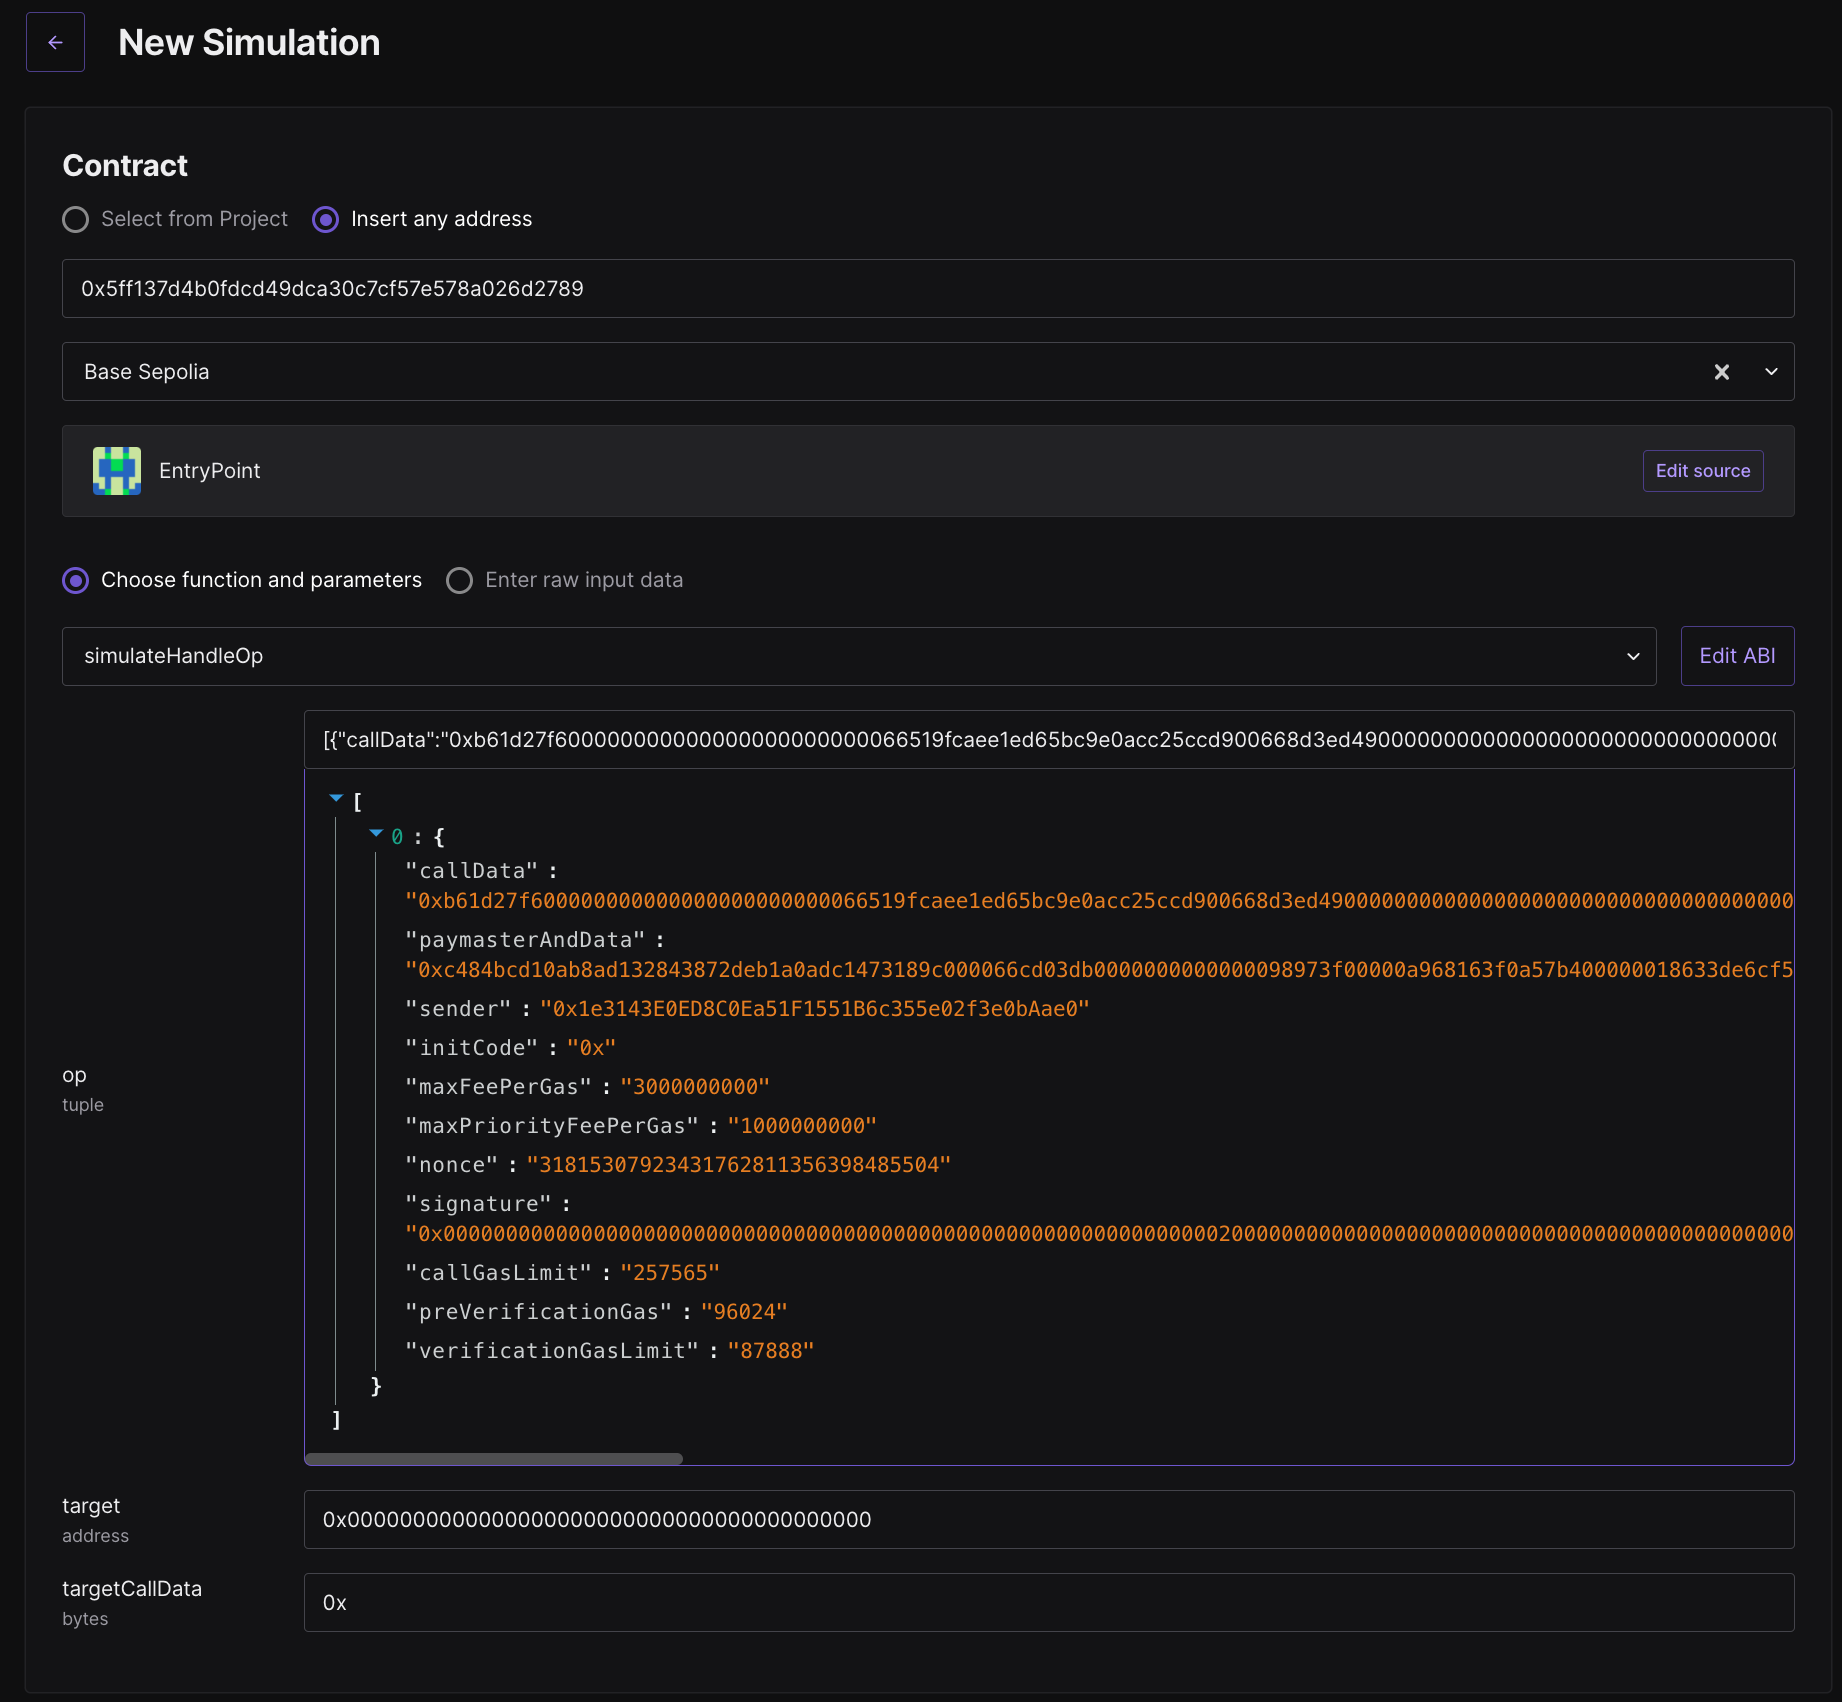 New Simulation
Contract
Select from Project
Insert any address
0x5ff137d4b0fdcd49dca30c7cf57e578a026d2789
Base Sepolia
EntryPoint
Edit source
Choose function and parameters
Enter raw input data
simulateHandleOp
Edit ABI
[{"callData":"0xb61d27f600000000000000000000000066519fcaee1ed65bc9e0acc25ccd900668d3ed490000000000000000000000000000000
[
0 : {
"callData" :
"0xb61d27f600000000000000000000000066519fcaee1ed65bc9e0acc25ccd900668d3ed4900000000000000000000000000000000000
"paymasterAndData" :
"0xc484bcd10ab8ad132843872deb1a0adc1473189c000066cd03db0000000000000098973f00000a968163f0a57b400000018633de6cf5
"sender" : "0x1e3143E0ED8C0Ea51F1551B6c355e02f3e0bAae0"
"initCode" : "0x"
"maxFeePerGas" : "3000000000"
"maxPriorityFeePerGas" : "1000000000"
"nonce" : "31815307923431762811356398485504"
"signature" :
"0x0000000000000000000000000000000000000000000000000000000000000020000000000000000000000000000000000000000000
op
tuple
"callGasLimit" : "257565"
"preVerificationGas" : "96024"
"verificationGasLimit" : "87888"
}
]
target
address
0x0000000000000000000000000000000000000000
targetCallData
bytes
0x